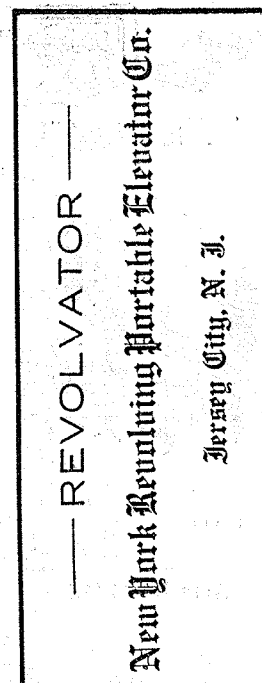 — REVOLVATOR —
New York Revolving Portable Elevator Co.
Jersey City, N. J.